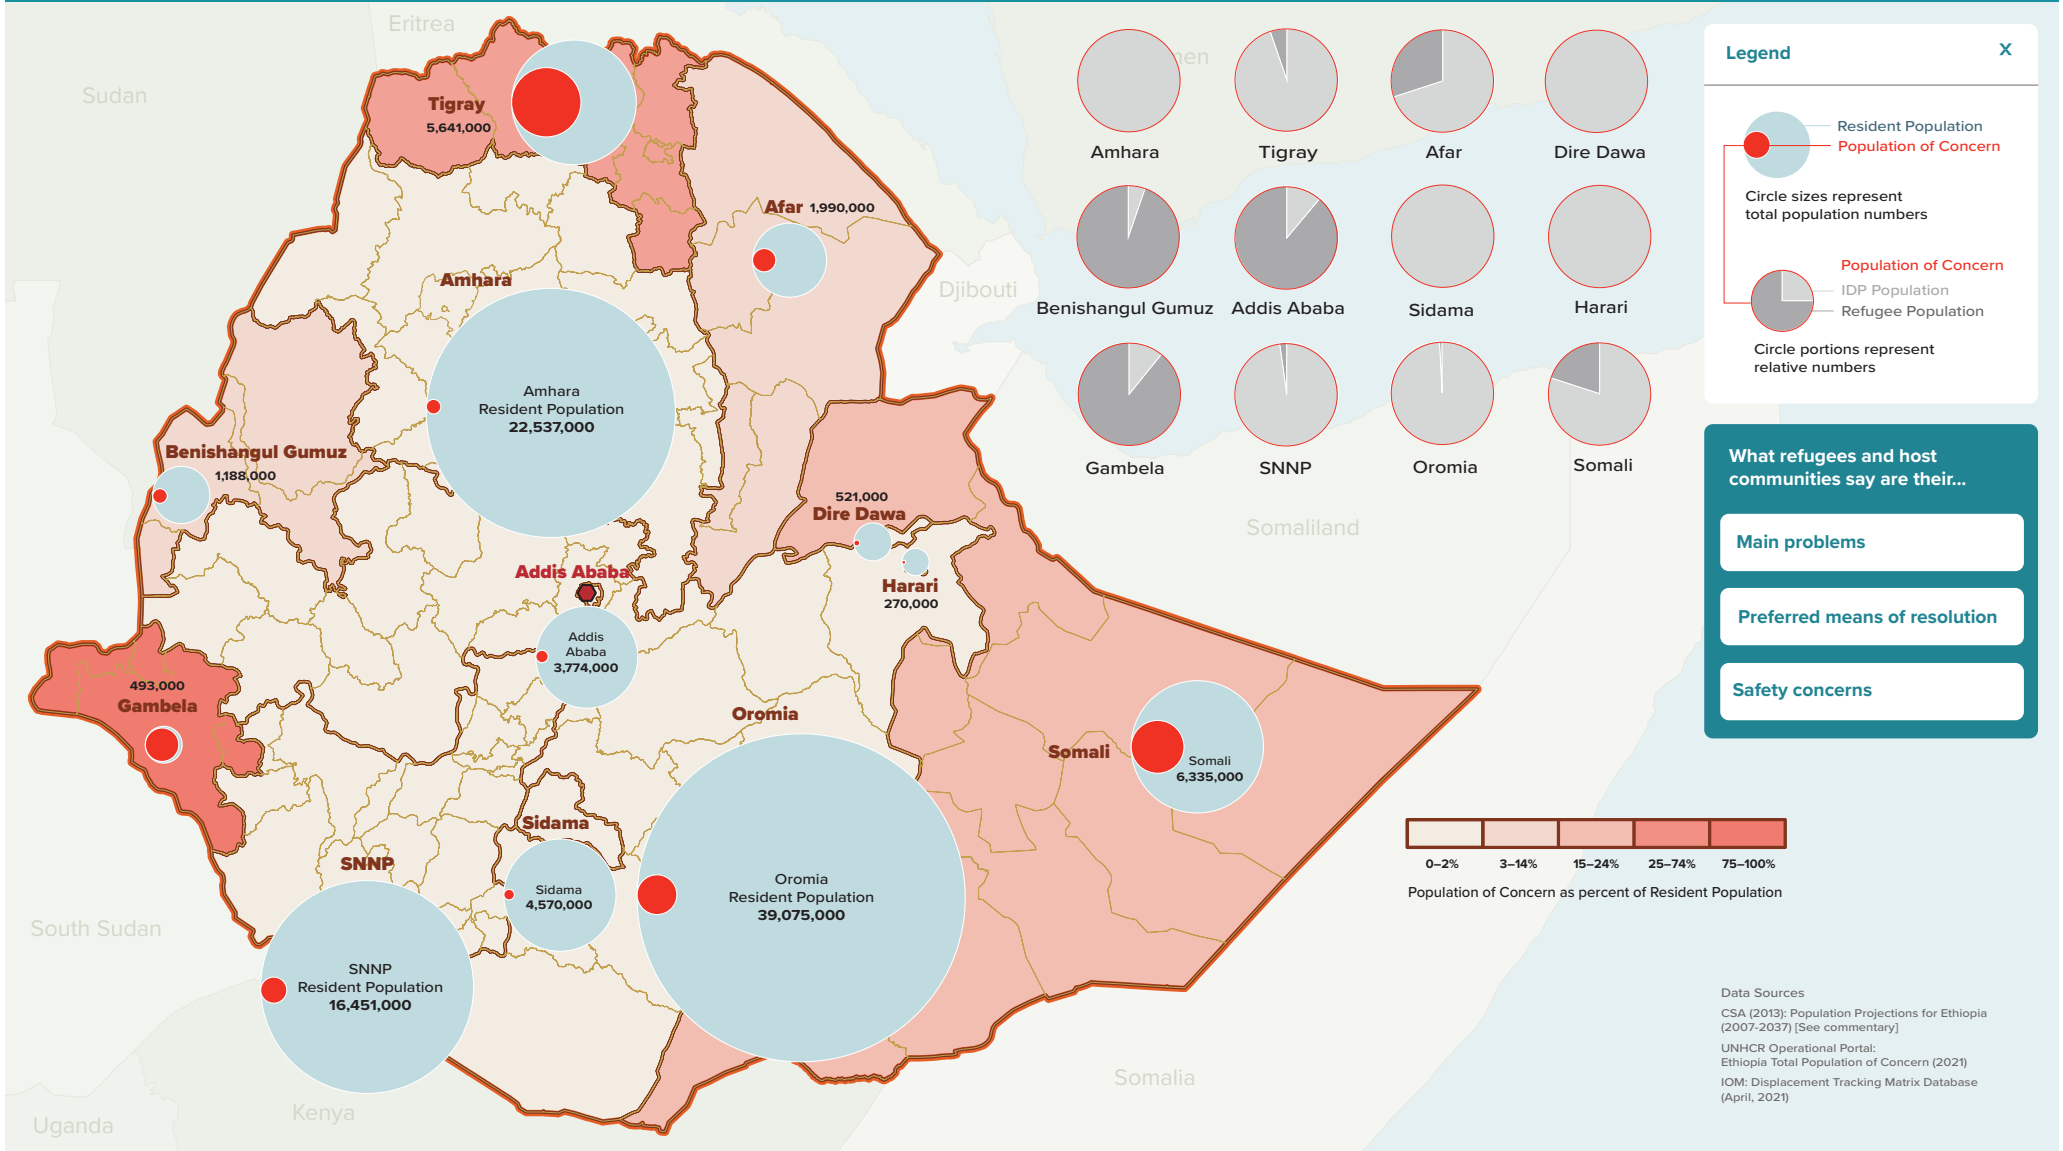 Eritrea
Sudan
Tigray
5,641,000
Afar 1,990,000
Amhara
Djibouti
Amhara
Resident Population
22,537,000
Benishangul Gumuz
1,188,000
521,000
Dire Dawa
Harari
270,000
Addis Ababa
Addis
Ababa
3,774,000
493,000
Gambela
Oromia
Somali
Somali
6,335,000
Sidama
Sidama
4,570,000
SNNP
Oromia
Resident Population
39,075,000
SNNP
Resident Population
16,451,000
South Sudan
Uganda
Kenya
Somalia
Somaliland
Amhara
Tigray
Afar
Dire Dawa
Benishangul Gumuz
Addis Ababa
Sidama
Harari
Gambela
SNNP
Oromia
Somali
Legend X
Resident Population
Population of Concern
Circle sizes represent
total population numbers
Population of Concern
IDP Population
Refugee Population
Circle portions represent
relative numbers
What refugees and host
communities say are their...
Main problems
Preferred means of resolution
Safety concerns
0–2% 3–14% 15–24% 25–74% 75–100%
Population of Concern as percent of Resident Population
Data Sources
CSA (2013): Population Projections for Ethiopia
(2007-2037) [See commentary]
UNHCR Operational Portal:
Ethiopia Total Population of Concern (2021)
IOM: Displacement Tracking Matrix Database
(April, 2021)